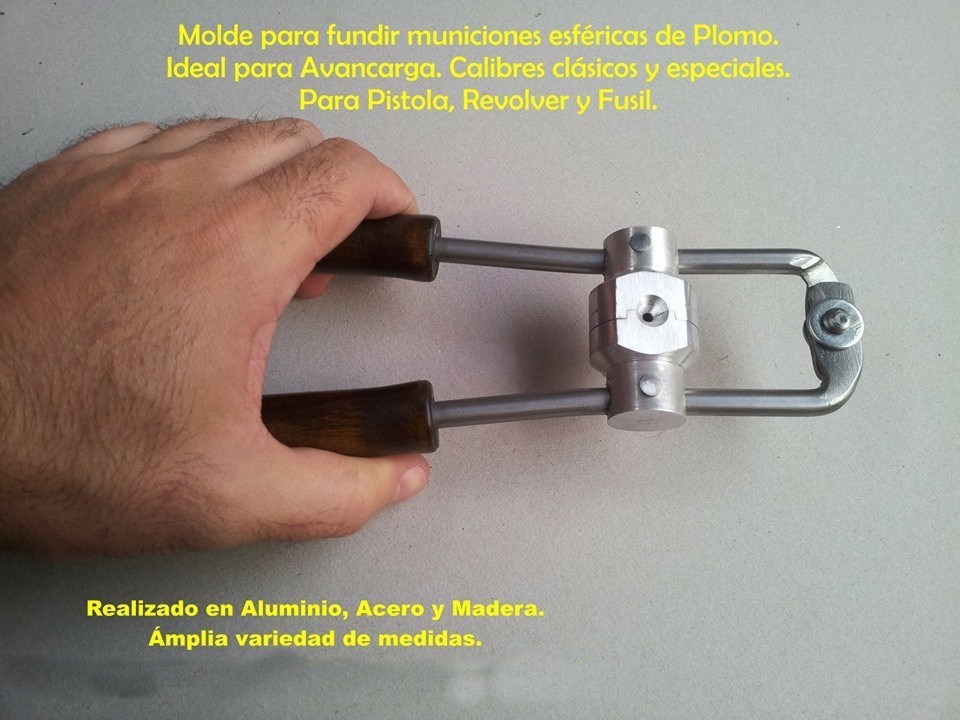 Molde para fundir municiones esféricas de Plomo.
Ideal para Avancarga. Calibres clásicos y especiales.
Para Pistola, Revolver y Fusil.
Realizado en Aluminio, Acero y Madera.
Ámplia variedad de medidas.